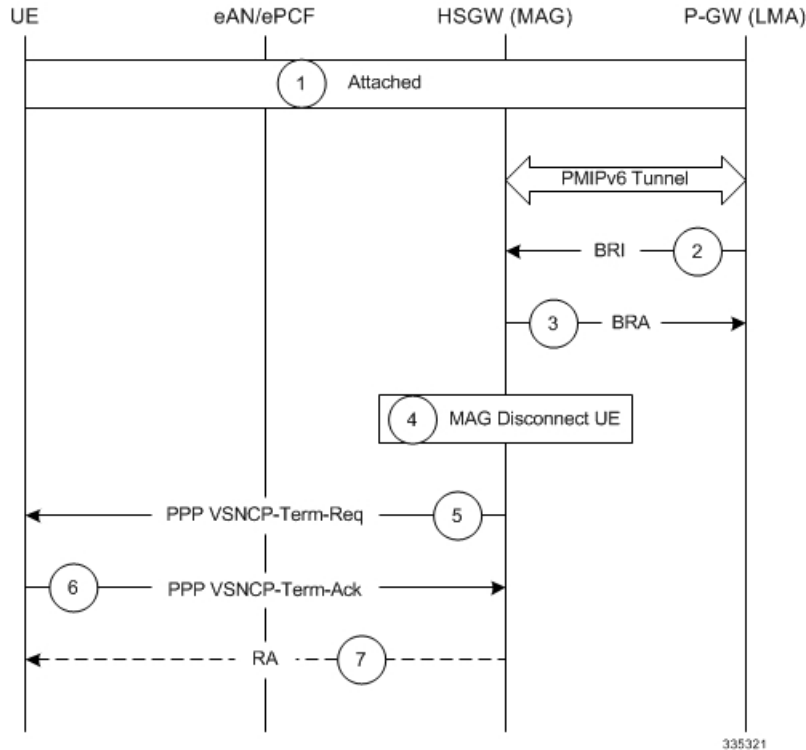 UE eAN/ePCF HSGW (MAG) P-GW (LMA)
1 Attached
PMIPv6 Tunnel
BRI 2
3 BRA
4 MAG Disconnect UE
PPP VSNCP-Term-Req 5
6 PPP VSNCP-Term-Ack
RA 7
335321